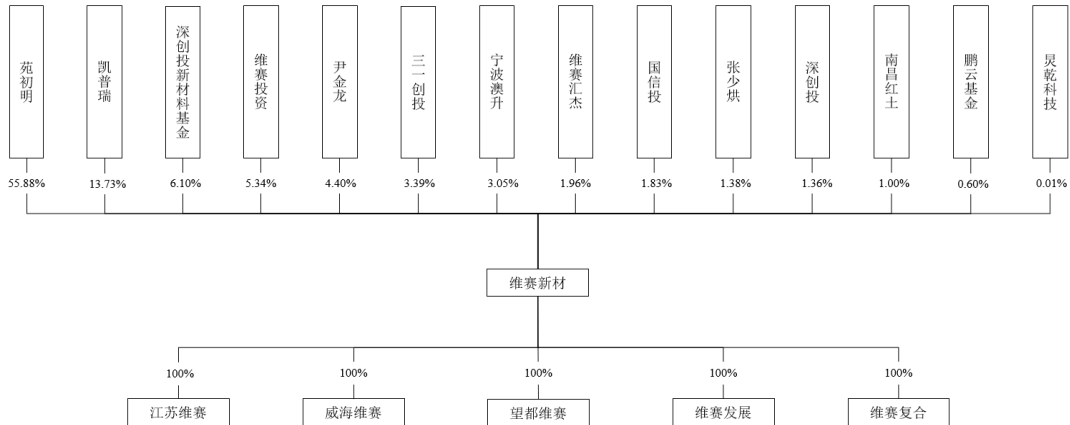 苑初明
凯普瑞
深创投新材料基金
维赛投资
尹金龙
三一创投
宁波澳升
维赛汇杰
国信投
张少烘
深创投
南昌红土
鹏云基金
炅乾科技
55.88%
13.73%
6.10%
5.34%
4.40%
3.39%
3.05%
1.96%
1.83%
1.38%
1.36%
1.00%
0.60%
0.01%
维赛新材
100%
100%
100%
100%
100%
江苏维赛
威海维赛
望都维赛
维赛发展
维赛复合